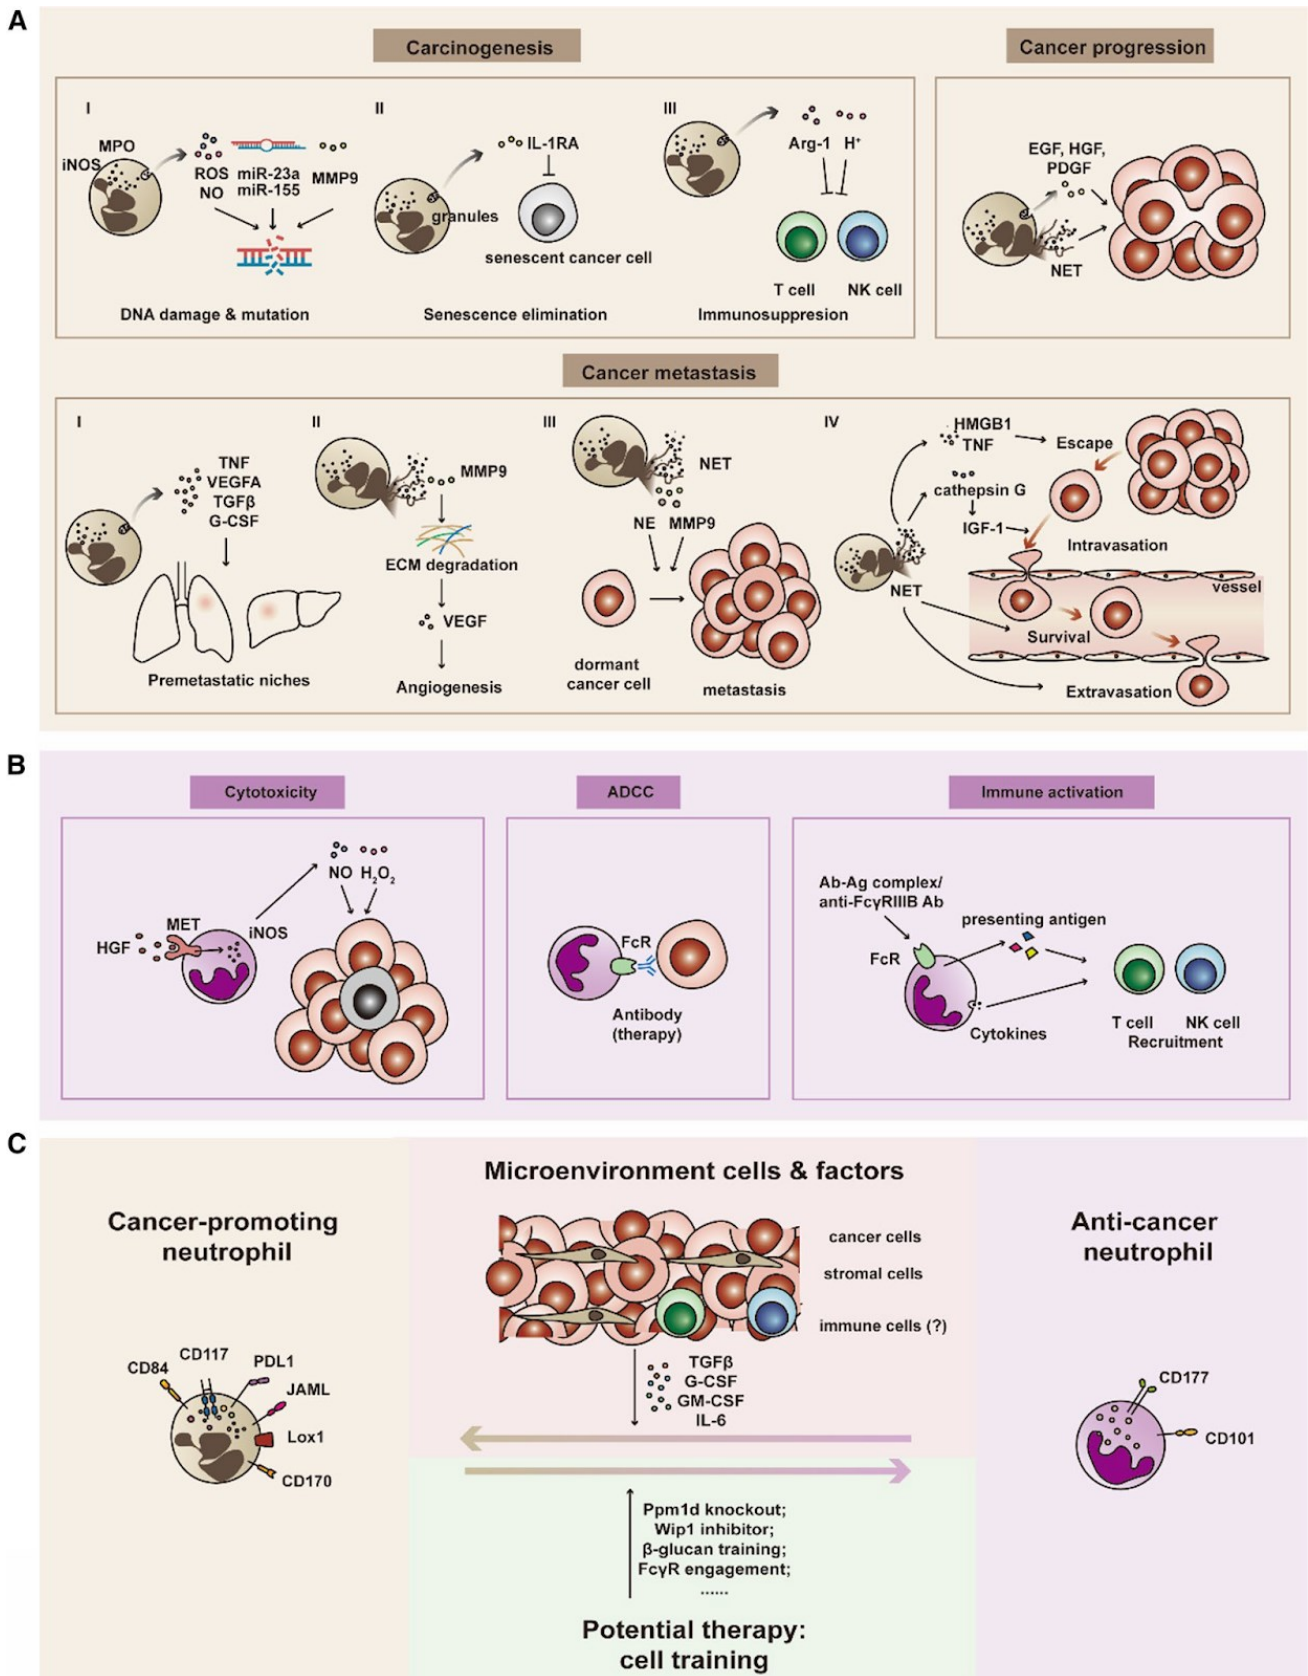 A
Carcinogenesis
Cancer progression
I
II
III
MPO
iNOS
ROS
NO
miR-23a
miR-155
MMP9
DNA damage & mutation
IL-1RA
granules
senescent cancer cell
Senescence elimination
Arg-1 H⁺
T cell
NK cell
Immunosuppresion
EGF, HGF,
PDGF
NET
Cancer metastasis
I
II
III
IV
TNF
VEGFA
TGFβ
G-CSF
Premetastatic niches
MMP9
ECM degradation
VEGF
Angiogenesis
NET
NE MMP9
dormant
cancer cell
metastasis
HMGB1
TNF
Escape
cathepsin G
IGF-1
Intravasation
NET
vessel
Survival
Extravasation
B
Cytotoxicity
ADCC
Immune activation
NO H₂O₂
HGF
MET
iNOS
FcR
Antibody
(therapy)
Ab-Ag complex/
anti-FcγRIIIB Ab
presenting antigen
FcR
Cytokines
T cell
NK cell
Recruitment
C
Microenvironment cells & factors
Cancer-promoting
neutrophil
Anti-cancer
neutrophil
cancer cells
stromal cells
immune cells (?)
CD84
CD117
PDL1
JAML
Lox1
CD170
TGFβ
G-CSF
GM-CSF
IL-6
CD177
CD101
Ppm1d knockout;
Wip1 inhibitor;
β-glucan training;
FcγR engagement;
......
Potential therapy:
cell training